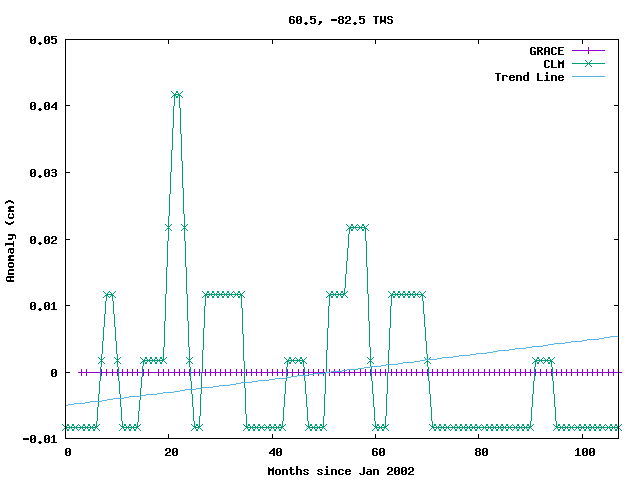 60.5, -82.5 TWS
GRACE
CLM
Trend Line
0.05
0.04
0.03
0.02
0.01
0
-0.01
Anomaly (cm)
0 20 40 60 80 100
Months since Jan 2002